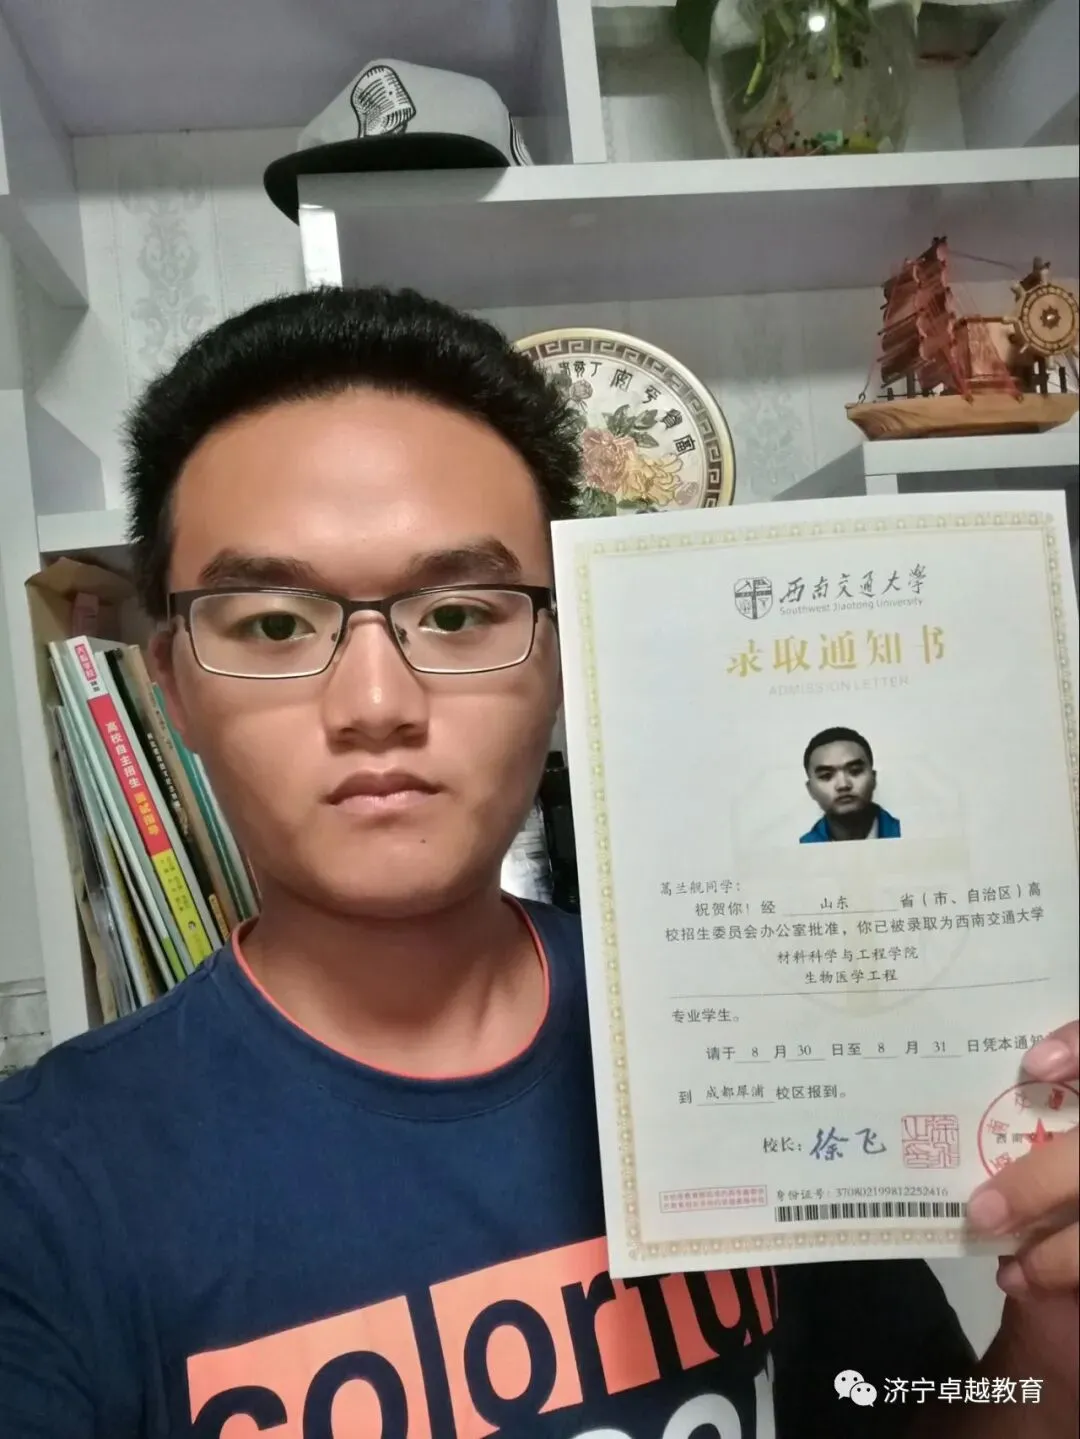 西南交通大学
Southwest Jiaotong University
录取通知书
ADMISSION LETTER
同学：
祝贺你！经 山东 省（市、自治区）高
校招生委员会办公室批准，你已被录取为西南交通大学
材料科学与工程学院
生物医学工程
专业学生。
请于 8 月 30 日至 8 月 31 日凭本通知
到 成都犀浦 校区报到。
校长：徐飞
身份证号：370802199812252416
高校自主招生 面试指导
colorful
济宁卓越教育